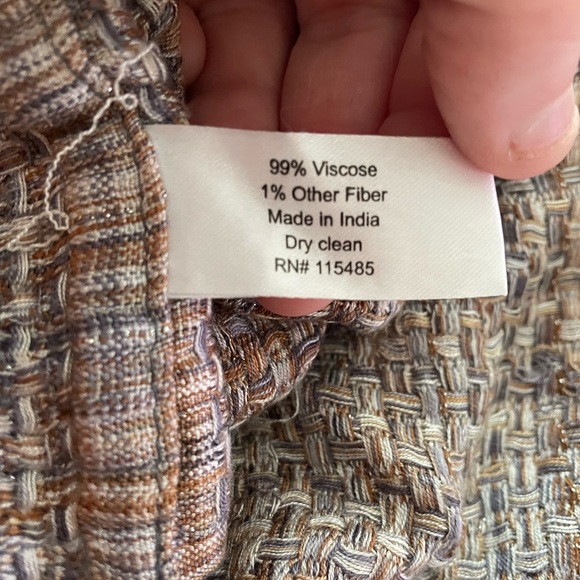 99% Viscose
1% Other Fiber
Made in India
Dry clean
RN# 115485